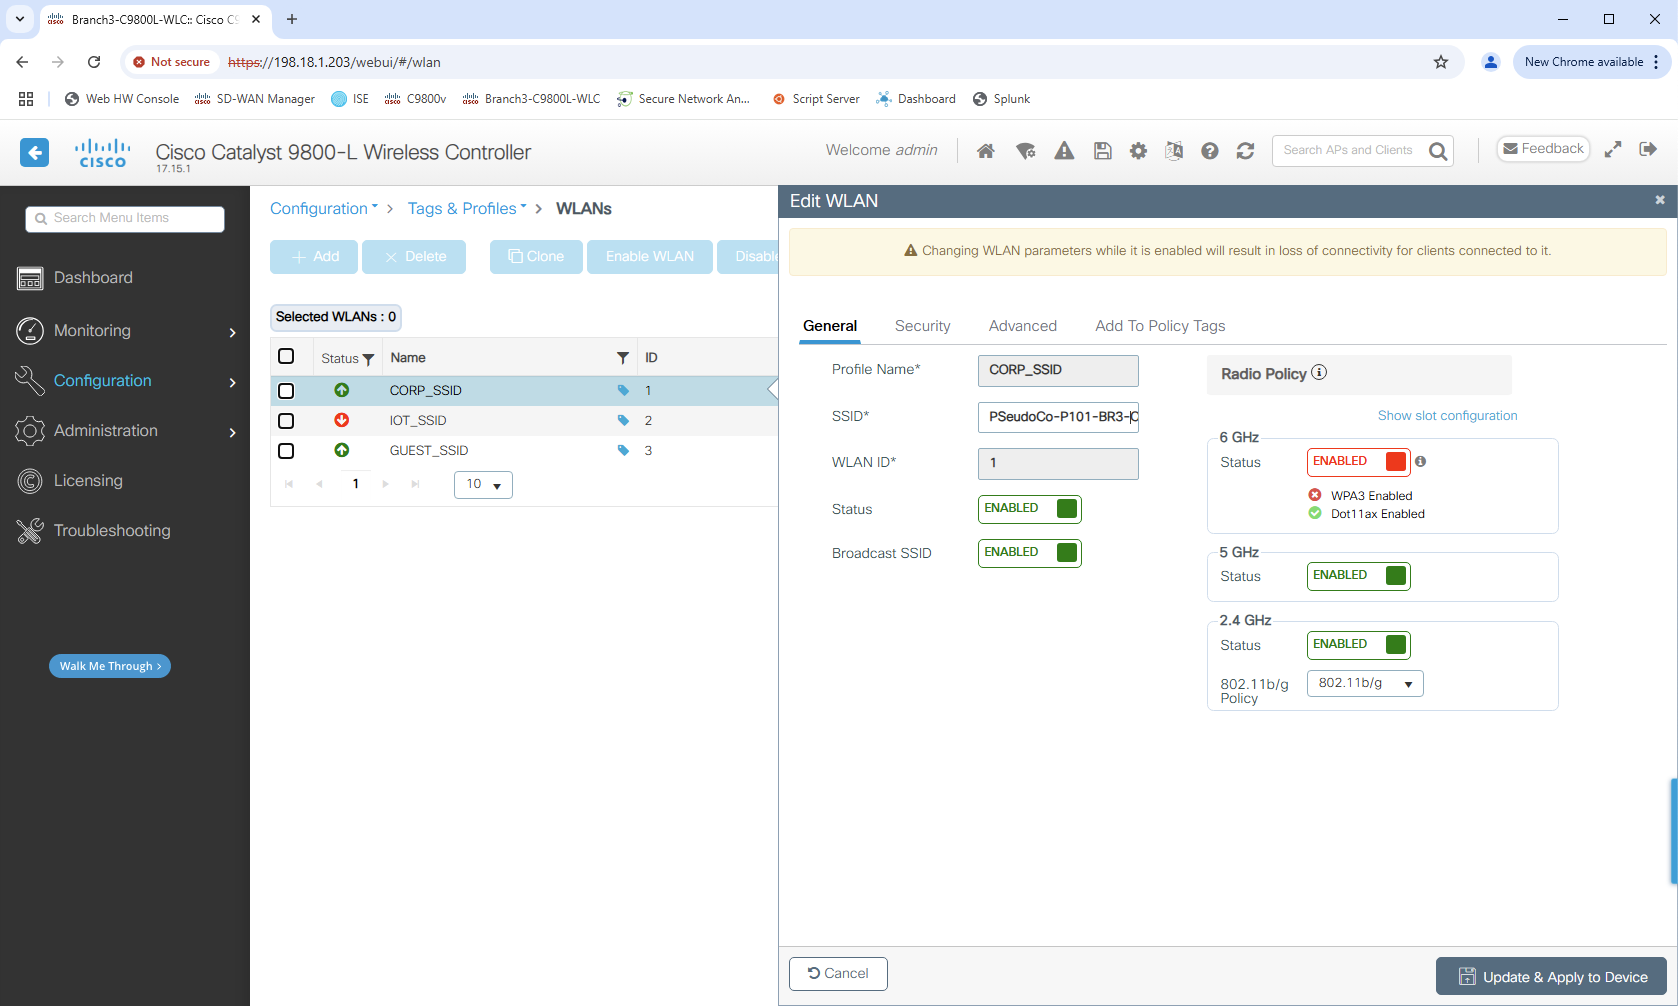 Branch3-C9800L-WLC:: Cisco C9
Not secure
https://198.18.1.203/webui/#/wlan
New Chrome available
Web HW Console
SD-WAN Manager
ISE
C9800v
Branch3-C9800L-WLC
Secure Network An...
Script Server
Dashboard
Splunk
CISCO
Cisco Catalyst 9800-L Wireless Controller
17.15.1
Welcome admin
Search APs and Clients
Feedback
Search Menu Items
Dashboard
Monitoring
Configuration
Administration
Licensing
Troubleshooting
Walk Me Through >
Configuration > Tags & Profiles > WLANs
Add
Delete
Clone
Enable WLAN
Disable
Selected WLANs : 0
Status Name ID
CORP_SSID 1
IOT_SSID 2
GUEST_SSID 3
1
10
Edit WLAN
Changing WLAN parameters while it is enabled will result in loss of connectivity for clients connected to it.
General
Security
Advanced
Add To Policy Tags
Profile Name* CORP_SSID
SSID* PSeudoCo-P101-BR3-C
WLAN ID* 1
Status ENABLED
Broadcast SSID ENABLED
Radio Policy
Show slot configuration
6 GHz
Status ENABLED
WPA3 Enabled
Dot11ax Enabled
5 GHz
Status ENABLED
2.4 GHz
Status ENABLED
802.11b/g Policy 802.11b/g
Cancel
Update & Apply to Device